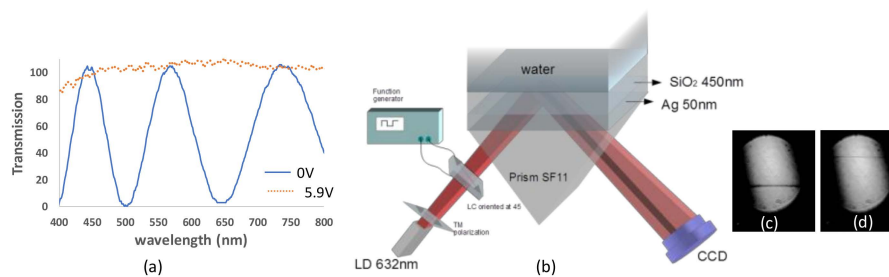 120
100
80
60
40
20
0
Transmission
400
450
500
550
600
650
700
750
800
wavelength (nm)
0V
5.9V
(a)
(b)
water
SiO₂ 450nm
Ag 50nm
Function
generator
Prism SF11
LC oriented at 45
TM
polarization
LD 632nm
CCD
(c)
(d)